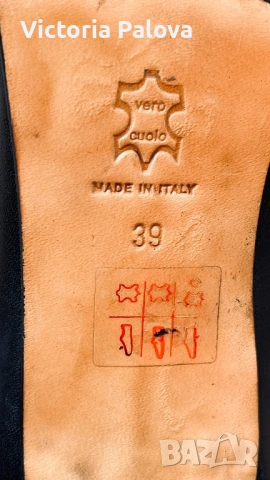 Victoria Palova
vero
cuoio
MADE IN ITALY
39
BAZAR